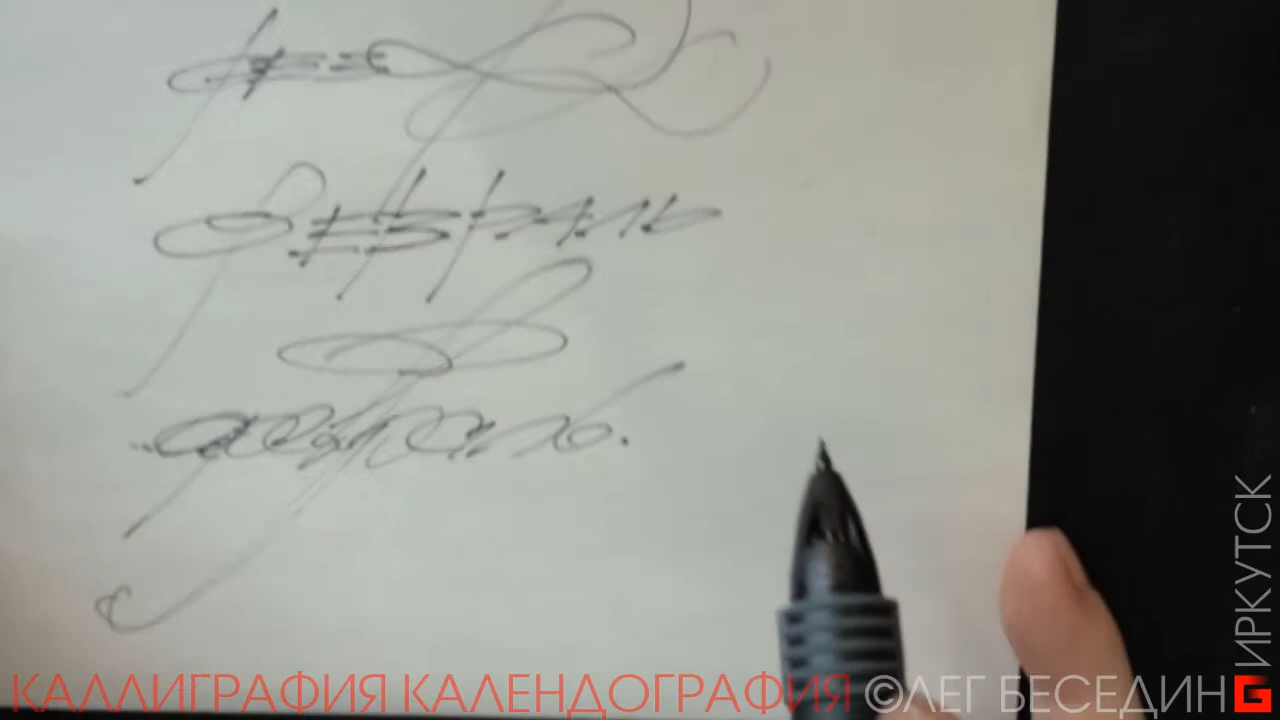 Февраль
февраль.
КАЛЛИГРАФИЯ КАЛЕНДОГРАФИЯ ©ЛЕГ БЕСЕДИН
ИРКУТСК